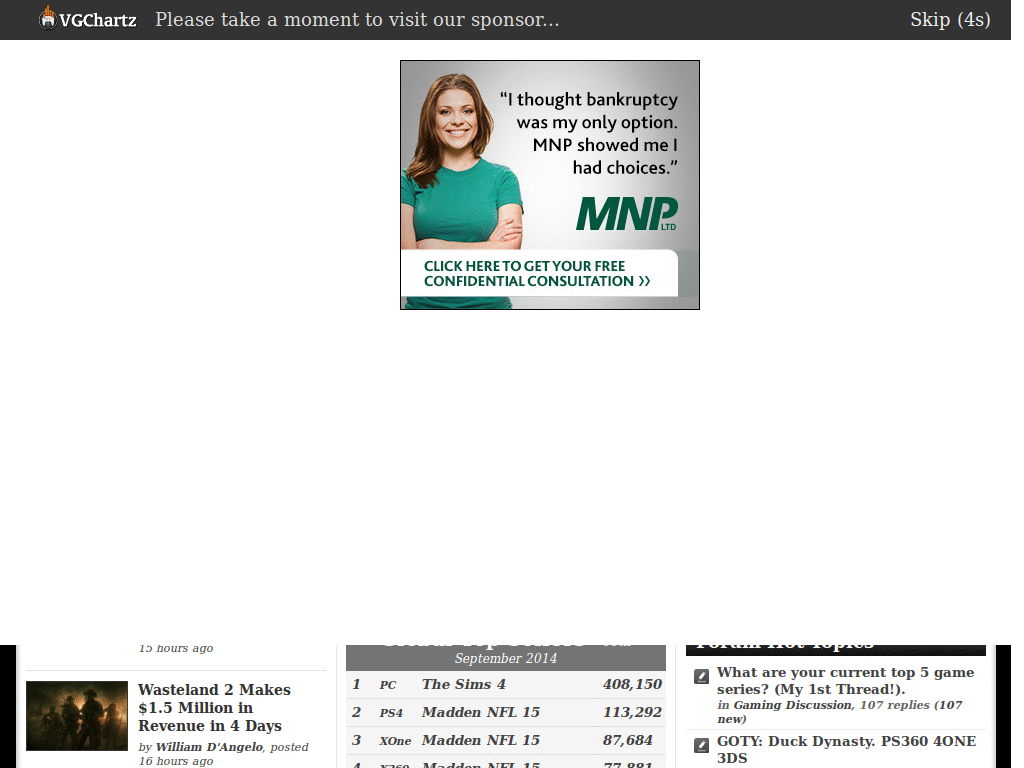 VGChartz
Please take a moment to visit our sponsor...
Skip (4s)
“I thought bankruptcy
was my only option.
MNP showed me I
had choices.”
MNP
LTD
CLICK HERE TO GET YOUR FREE
CONFIDENTIAL CONSULTATION »
15 hours ago
Wasteland 2 Makes
$1.5 Million in
Revenue in 4 Days
by William D'Angelo, posted
16 hours ago
September 2014
1 PC The Sims 4 408,150
2 PS4 Madden NFL 15 113,292
3 XOne Madden NFL 15 87,684
4 X360 Madden NFL 15 77,881
Forum Hot Topics
What are your current top 5 game
series? (My 1st Thread!).
in Gaming Discussion, 107 replies (107
new)
GOTY: Duck Dynasty. PS360 4ONE
3DS